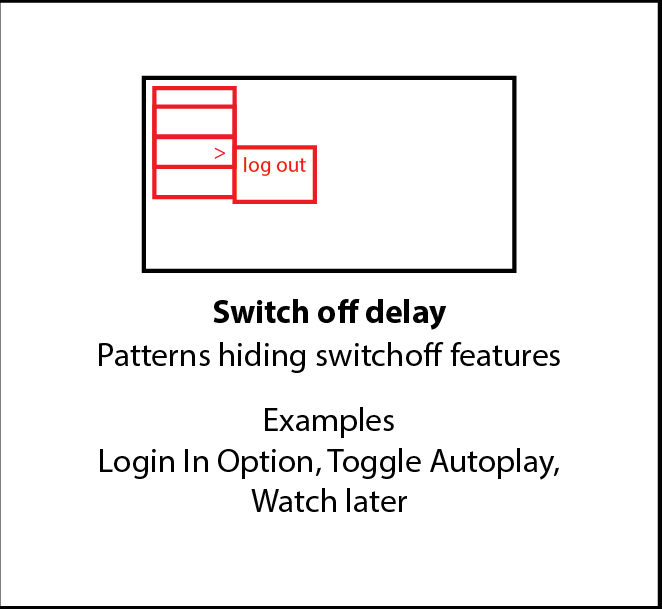 >
log out
Switch off delay
Patterns hiding switchoff features
Examples
Login In Option, Toggle Autoplay,
Watch later